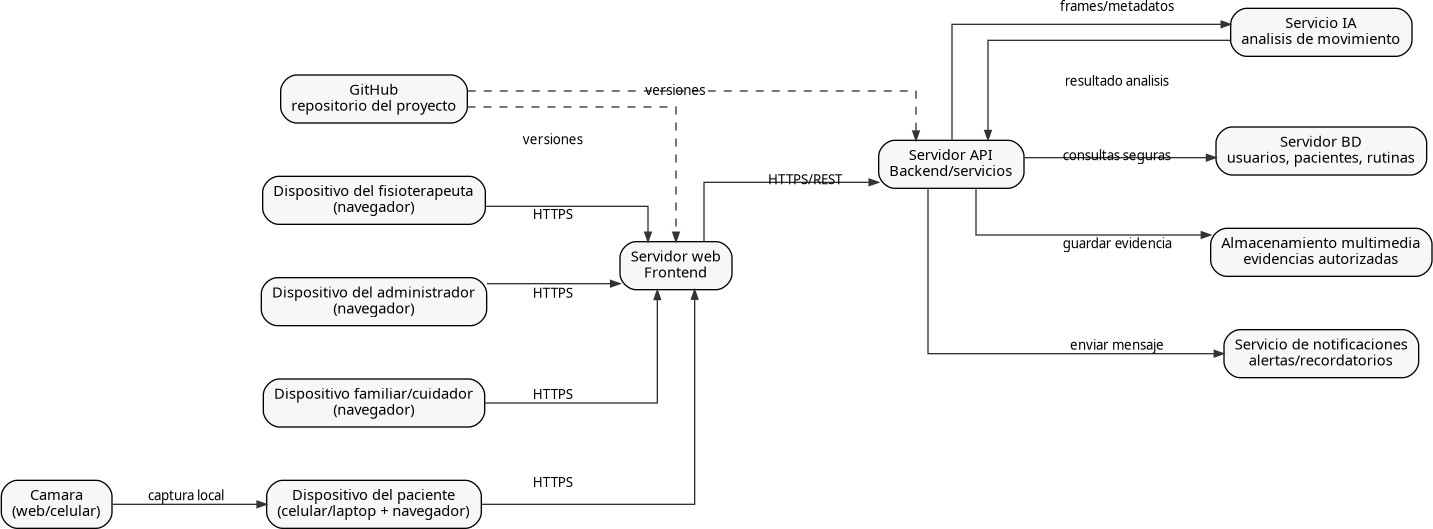 frames/metadatos
Servicio IA
analisis de movimiento
resultado analisis
GitHub
repositorio del proyecto
versiones
versiones
Servidor API
Backend/servicios
consultas seguras
Servidor BD
usuarios, pacientes, rutinas
Dispositivo del fisioterapeuta
(navegador)
HTTPS
HTTPS/REST
Servidor web
Frontend
guardar evidencia
Almacenamiento multimedia
evidencias autorizadas
Dispositivo del administrador
(navegador)
HTTPS
enviar mensaje
Servicio de notificaciones
alertas/recordatorios
Dispositivo familiar/cuidador
(navegador)
HTTPS
Camara
(web/celular)
captura local
Dispositivo del paciente
(celular/laptop + navegador)
HTTPS